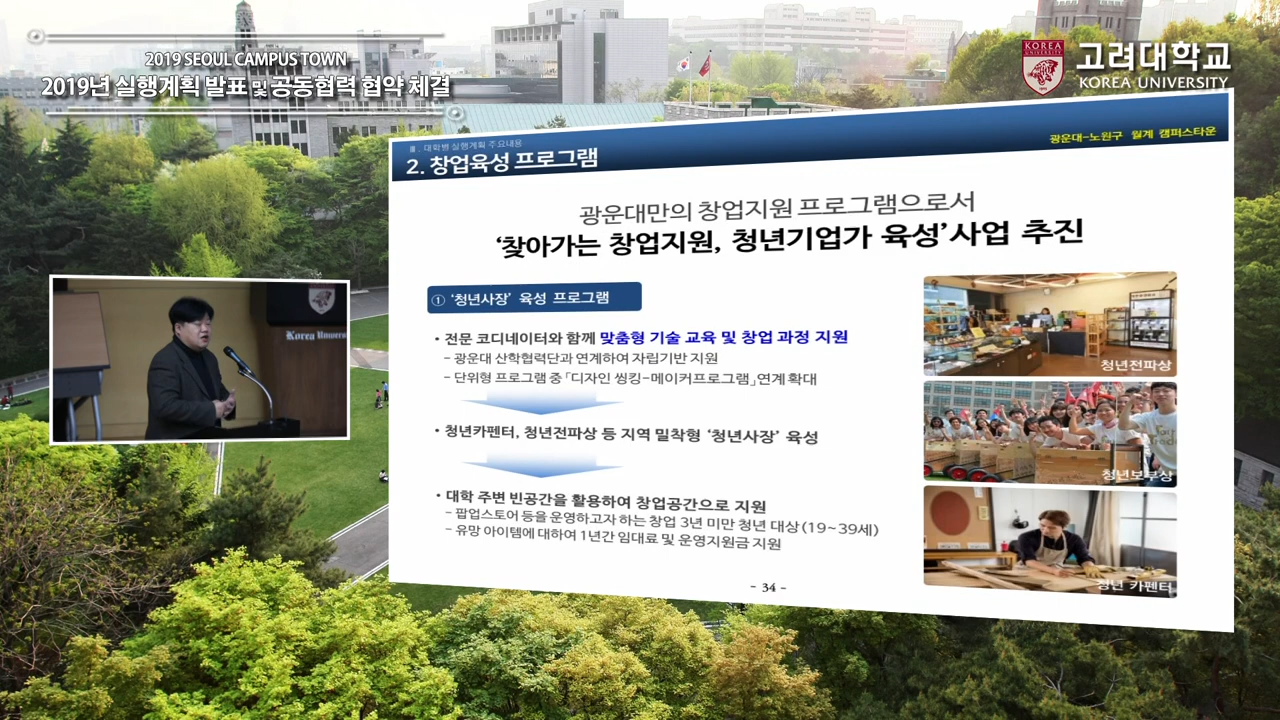 2019 SEOUL CAMPUS TOWN
2019년 실행계획 발표 및 공동협력 협약 체결
KOREA
UNIVERSITY
고려대학교
KOREA UNIVERSITY
Ⅲ. 대학별 실행계획 주요내용
2. 창업육성 프로그램
광운대-노원구 월계 캠퍼스타운
광운대만의 창업지원 프로그램으로서
'찾아가는 창업지원, 청년기업가 육성'사업 추진
① '청년사장' 육성 프로그램
• 전문 코디네이터와 함께 맞춤형 기술 교육 및 창업 과정 지원
- 광운대 산학협력단과 연계하여 자립기반 지원
- 단위형 프로그램 중 「디자인 씽킹-메이커프로그램」연계 확대
• 청년카펜터, 청년전파상 등 지역 밀착형 '청년사장' 육성
• 대학 주변 빈공간을 활용하여 창업공간으로 지원
- 팝업스토어 등을 운영하고자 하는 창업 3년 미만 청년 대상 (19~39세)
- 유망 아이템에 대하여 1년간 임대료 및 운영지원금 지원
청년전파상
청년보부상
청년 카펜터
- 34 -
Korea Univers